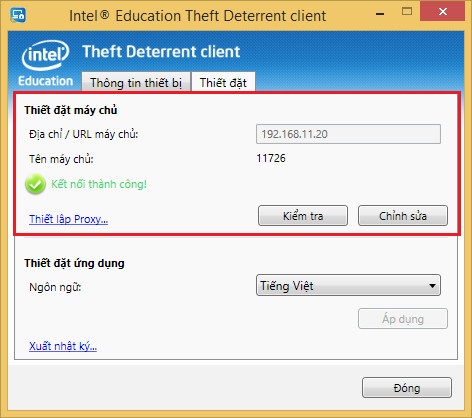 Intel® Education Theft Deterrent client
intel
Education
Theft Deterrent client
Thông tin thiết bị
Thiết đặt
Thiết đặt máy chủ
Địa chỉ / URL máy chủ:
192.168.11.20
Tên máy chủ:
11726
Kết nối thành công!
Thiết lập Proxy...
Kiểm tra
Chỉnh sửa
Thiết đặt ứng dụng
Ngôn ngữ:
Tiếng Việt
Áp dụng
Xuất nhật ký...
Đóng